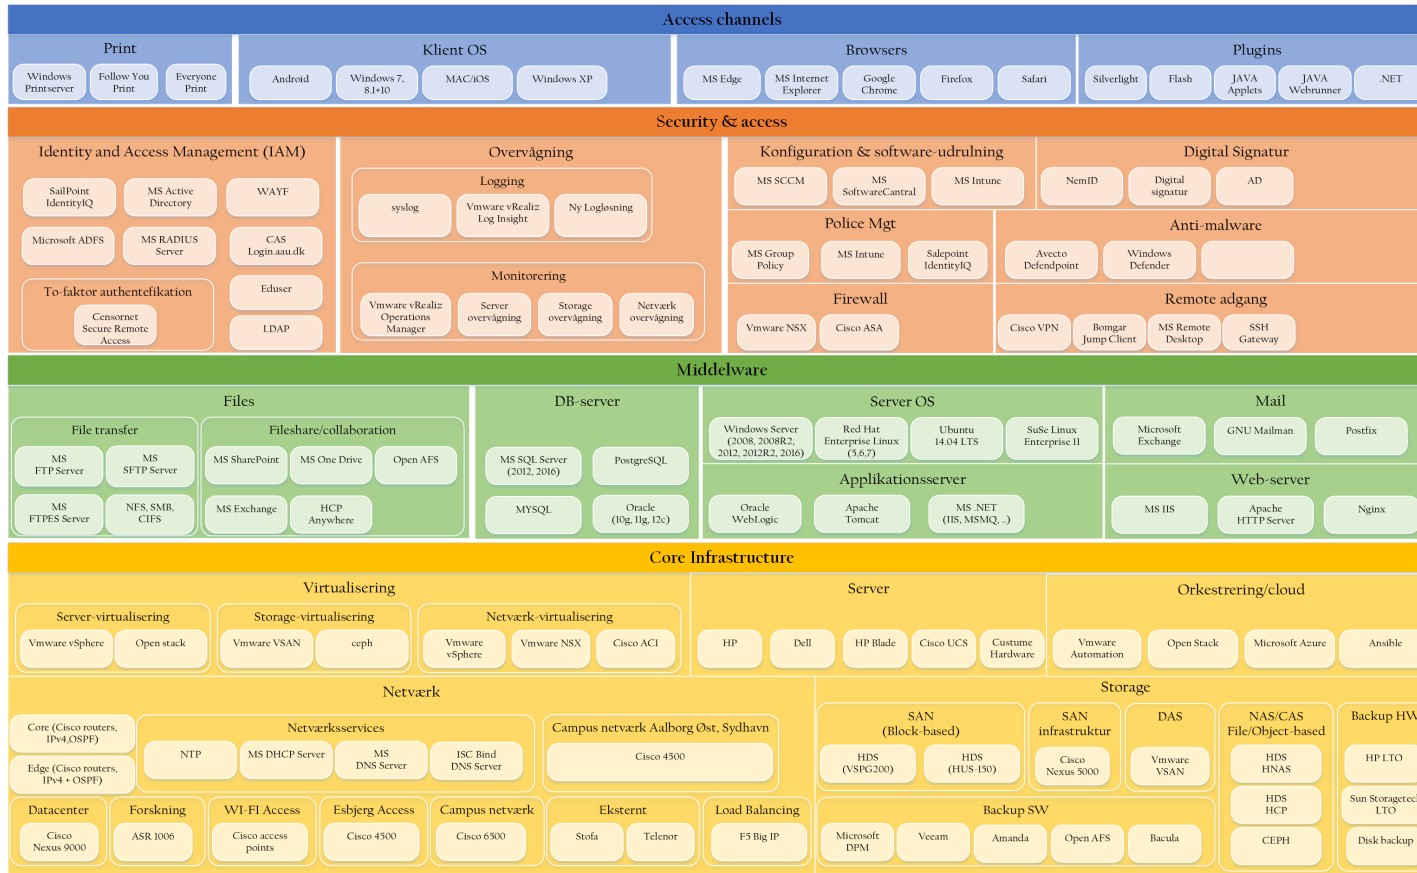 Access channels
Print
Windows
Printserver
Follow You
Print
Everyone
Print
Klient OS
Android
Windows 7,
8.1+10
MAC/iOS
Windows XP
Browsers
MS Edge
MS Internet
Explorer
Google
Chrome
Firefox
Safari
Plugins
Silverlight
Flash
JAVA
Applets
JAVA
Webrunner
.NET
Security & access
Identity and Access Management (IAM)
SailPoint
IdentityIQ
MS Active
Directory
WAYF
Microsoft ADFS
MS RADIUS
Server
CAS
Login.aau.dk
To-faktor authentefikation
Censornet
Secure Remote
Access
Eduser
LDAP
Overvågning
Logging
syslog
Vmware vRealiz
Log Insight
Ny Logløsning
Monitorering
Vmware vRealiz
Operations
Manager
Server
overvågning
Storage
overvågning
Netværk
overvågning
Konfiguration & software-udrulning
MS SCCM
MS
SoftwareCantral
MS Intune
Digital Signatur
NemID
Digital
signatur
AD
Police Mgt
MS Group
Policy
MS Intune
Salepoint
IdentityIQ
Anti-malware
Avecto
Defendpoint
Windows
Defender
Firewall
Vmware NSX
Cisco ASA
Remote adgang
Cisco VPN
Bomgar
Jump Client
MS Remote
Desktop
SSH
Gateway
Middelware
Files
File transfer
MS
FTP Server
MS
SFTP Server
MS
FTPES Server
NFS, SMB,
CIFS
Fileshare/collaboration
MS SharePoint
MS One Drive
Open AFS
MS Exchange
HCP
Anywhere
DB-server
MS SQL Server
(2012, 2016)
PostgreSQL
MYSQL
Oracle
(10g, 11g, 12c)
Server OS
Windows Server
(2008, 2008R2,
2012, 2012R2, 2016)
Red Hat
Enterprise Linux
(5,6,7)
Ubuntu
14.04 LTS
SuSe Linux
Enterprise 11
Applikationsserver
Oracle
WebLogic
Apache
Tomcat
MS .NET
(IIS, MSMQ, ..)
Mail
Microsoft
Exchange
GNU Mailman
Postfix
Web-server
MS IIS
Apache
HTTP Server
Nginx
Core Infrastructure
Virtualisering
Server-virtualisering
Vmware vSphere
Open stack
Storage-virtualisering
Vmware VSAN
ceph
Netværk-virtualisering
Vmware
vSphere
Vmware NSX
Cisco ACI
Server
HP
Dell
HP Blade
Cisco UCS
Custume
Hardware
Orkestrering/cloud
Vmware
Automation
Open Stack
Microsoft Azure
Ansible
Netværk
Core (Cisco routers,
IPv4,OSPF)
Edge (Cisco routers,
IPv4 + OSPF)
Netværksservices
NTP
MS DHCP Server
MS
DNS Server
ISC Bind
DNS Server
Campus netværk Aalborg Øst, Sydhavn
Cisco 4500
Datacenter
Cisco
Nexus 9000
Forskning
ASR 1006
WI-FI Access
Cisco access
points
Esbjerg Access
Cisco 4500
Campus netværk
Cisco 6500
Eksternt
Stofa
Telenor
Load Balancing
F5 Big IP
Storage
SAN
(Block-based)
HDS
(VSPG200)
HDS
(HUS-150)
SAN
infrastruktur
Cisco
Nexus 5000
DAS
Vmware
VSAN
NAS/CAS
File/Object-based
HDS
HNAS
HDS
HCP
CEPH
Backup HW
HP LTO
Sun Storagetech
LTO
Disk backup
Backup SW
Microsoft
DPM
Veeam
Amanda
Open AFS
Bacula